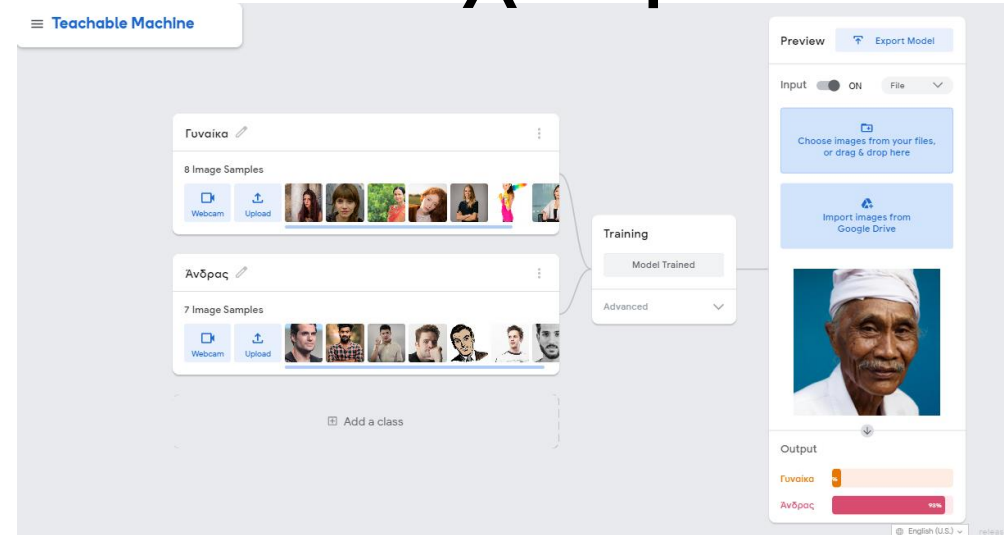 Teachable Machine
Γυναίκα
8 Image Samples
Webcam
Upload
Άνδρας
7 Image Samples
Webcam
Upload
Add a class
Training
Model Trained
Advanced
Preview
Export Model
Input
ON
File
Choose images from your files,
or drag & drop here
Import images from
Google Drive
Output
Γυναίκα
Άνδρας
90%
English (U.S.)